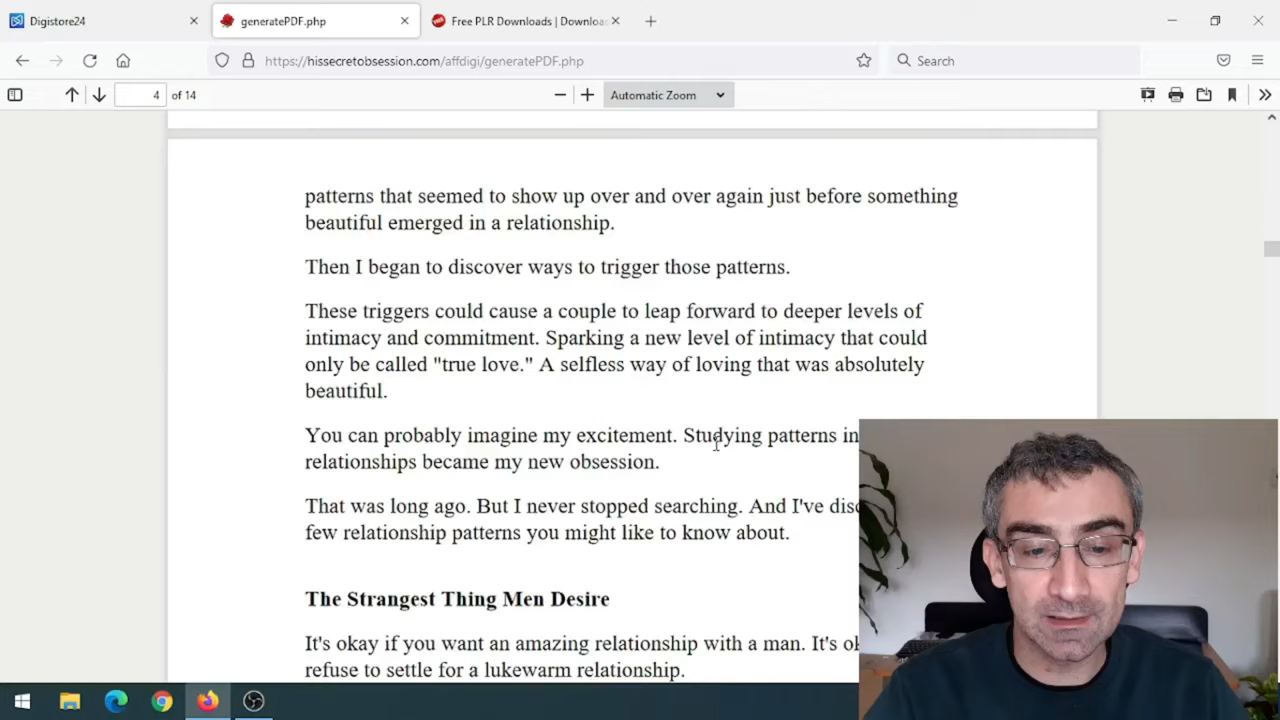 Digistore24
generatePDF.php
Free PLR Downloads | Downloa
https://hissecretobsession.com/affdigi/generatePDF.php
Search
4 of 14
Automatic Zoom
patterns that seemed to show up over and over again just before something
beautiful emerged in a relationship.
Then I began to discover ways to trigger those patterns.
These triggers could cause a couple to leap forward to deeper levels of
intimacy and commitment. Sparking a new level of intimacy that could
only be called "true love." A selfless way of loving that was absolutely
beautiful.
You can probably imagine my excitement. Studying patterns in
relationships became my new obsession.
That was long ago. But I never stopped searching. And I've disc
few relationship patterns you might like to know about.
The Strangest Thing Men Desire
It's okay if you want an amazing relationship with a man. It's ok
refuse to settle for a lukewarm relationship.